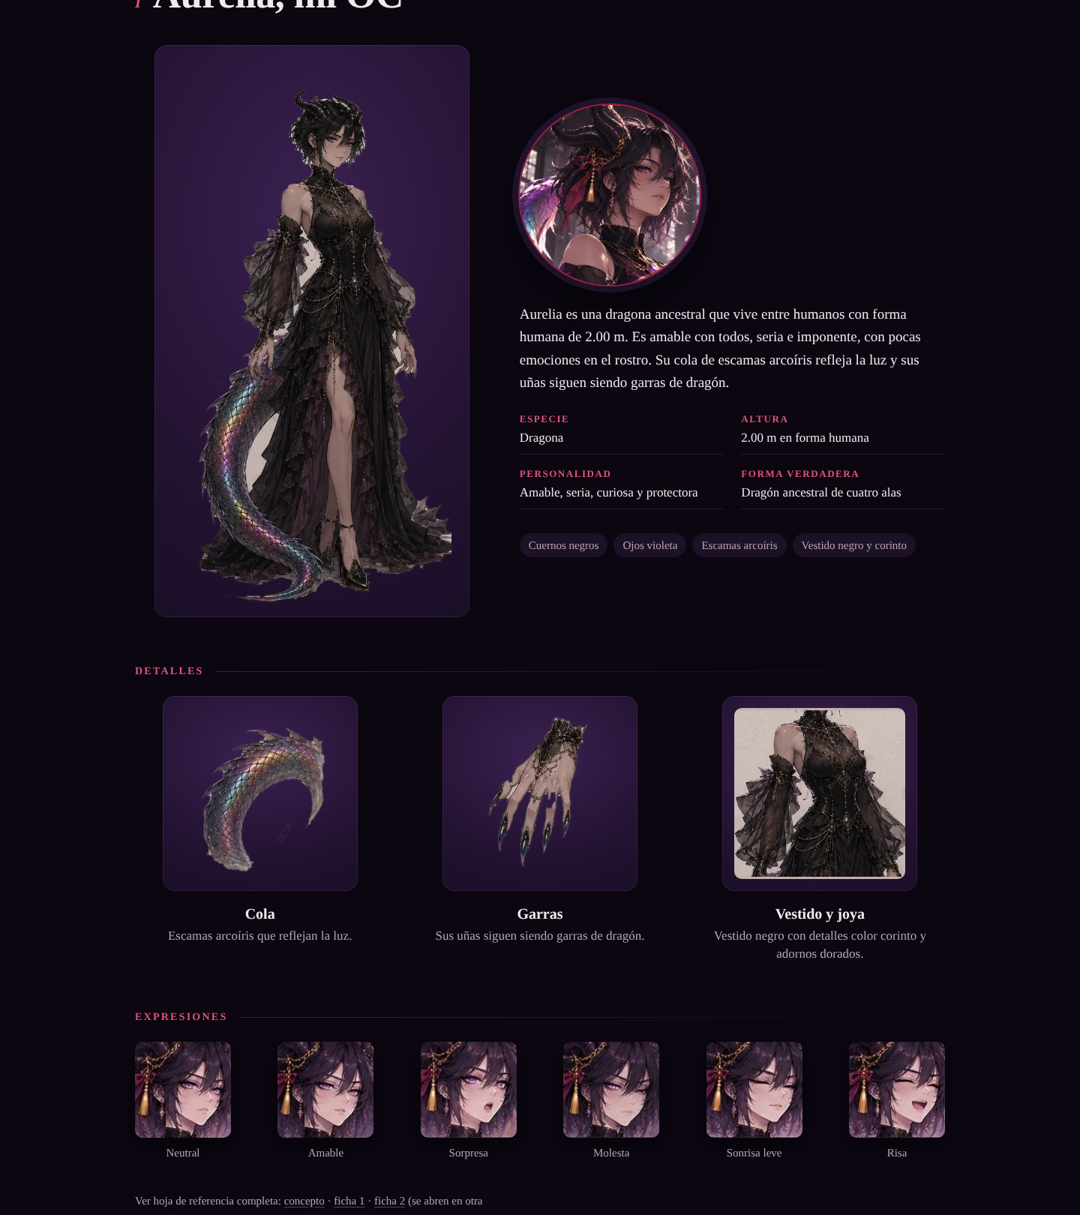 Aurelia, mi OC
Aurelia es una dragona ancestral que vive entre humanos con forma
humana de 2.00 m. Es amable con todos, seria e imponente, con pocas
emociones en el rostro. Su cola de escamas arcoíris refleja la luz y sus
uñas siguen siendo garras de dragón.
ESPECIE
Dragona
ALTURA
2.00 m en forma humana
PERSONALIDAD
Amable, seria, curiosa y protectora
FORMA VERDADERA
Dragón ancestral de cuatro alas
Cuernos negros
Ojos violeta
Escamas arcoíris
Vestido negro y corinto
DETALLES
Cola
Escamas arcoíris que reflejan la luz.
Garras
Sus uñas siguen siendo garras de dragón.
Vestido y joya
Vestido negro con detalles color corinto y
adornos dorados.
EXPRESIONES
Neutral
Amable
Sorpresa
Molesta
Sonrisa leve
Risa
Ver hoja de referencia completa: concepto · ficha 1 · ficha 2 (se abren en otra